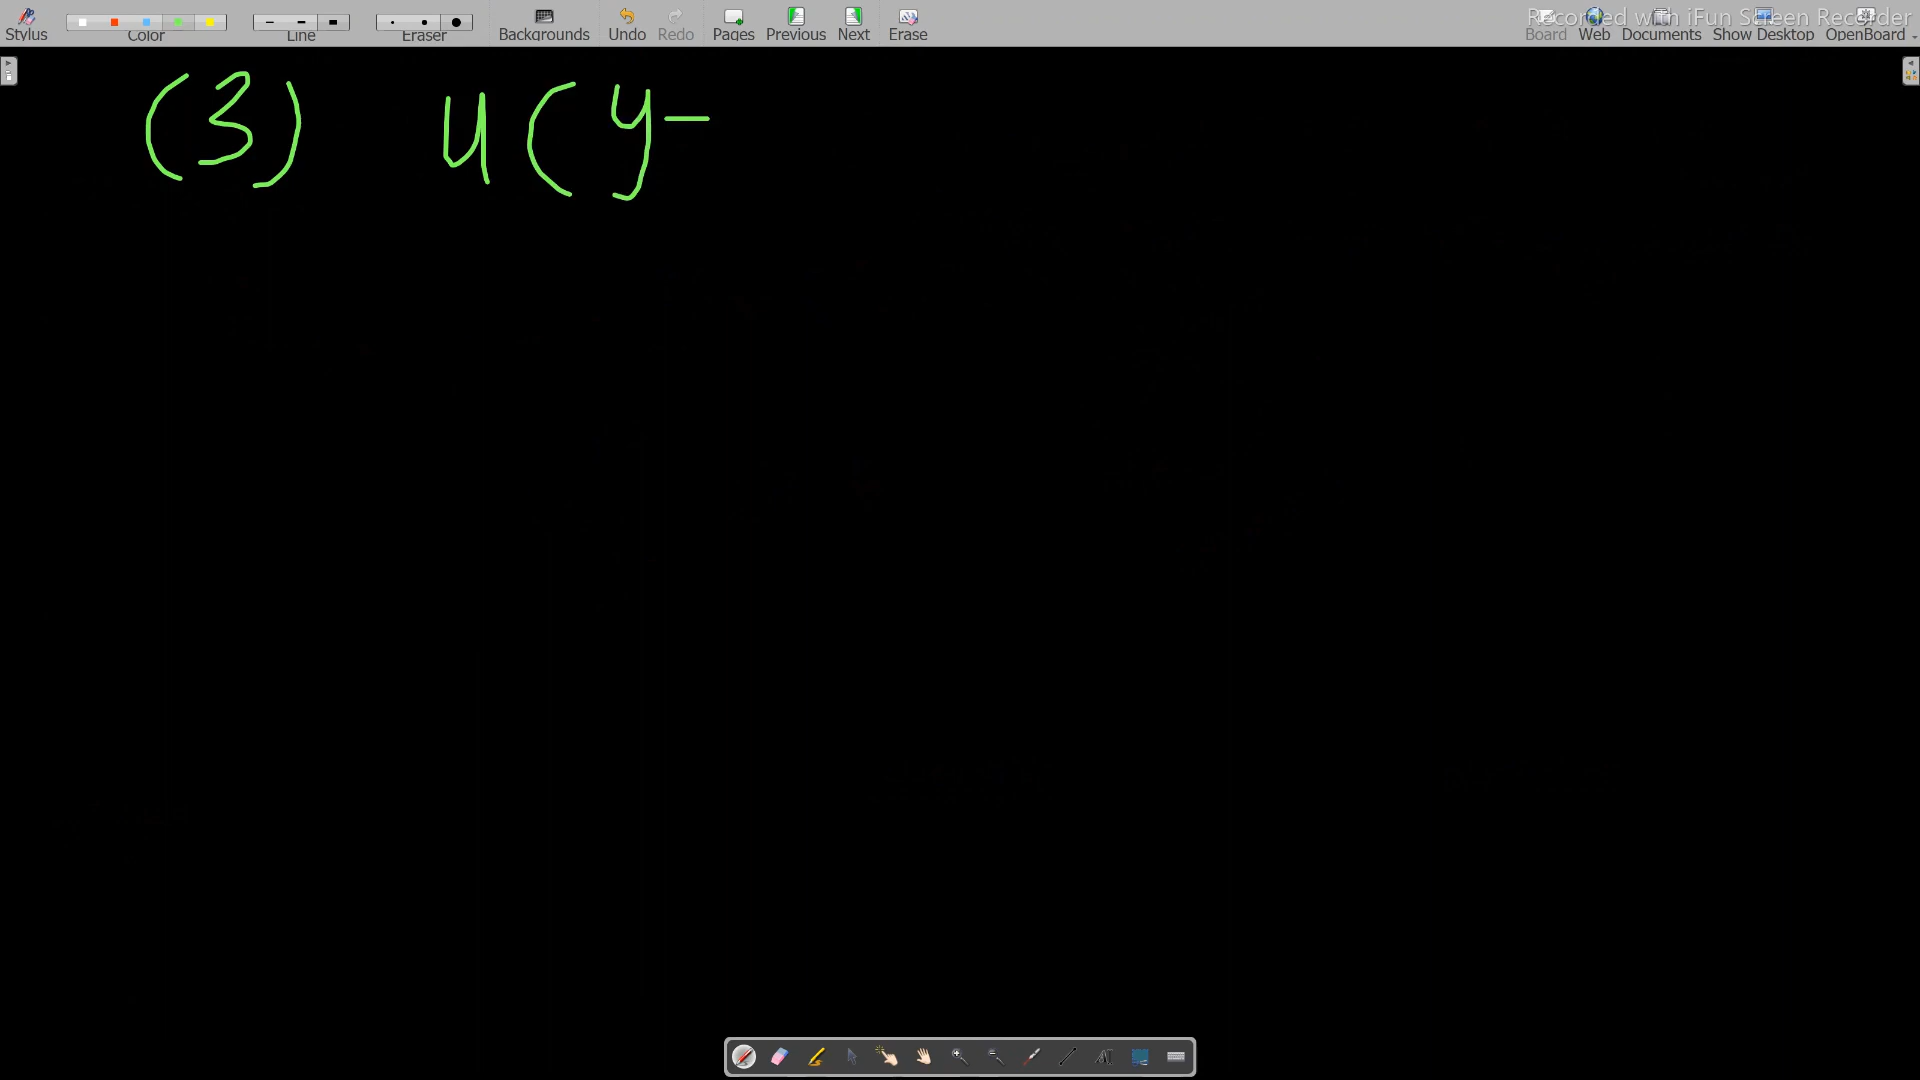 Recorded with iFun Screen Recorder
Stylus Color Line Eraser Backgrounds Undo Redo Pages Previous Next Erase Board Web Documents Show Desktop OpenBoard
(3) u(y-